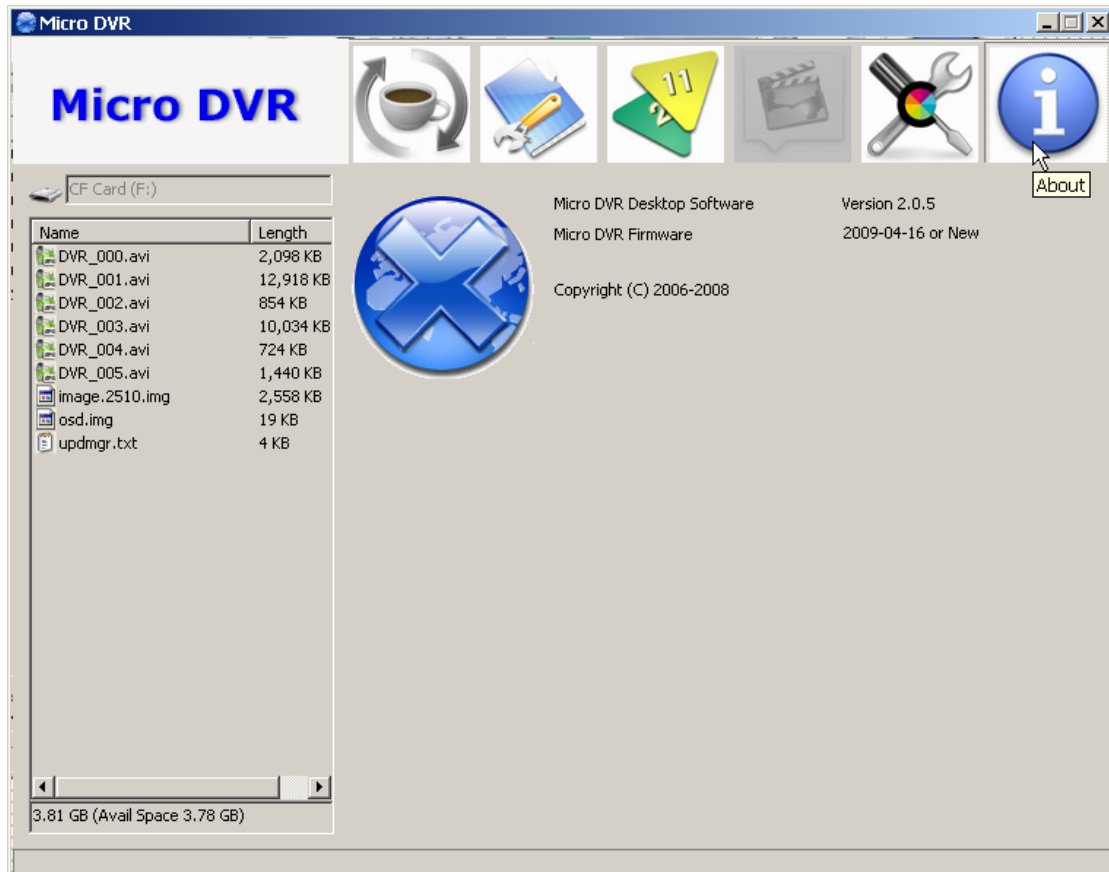 Micro DVR
Micro DVR
11
2
About
CF Card (F:)
Name Length
DVR_000.avi 2,098 KB
DVR_001.avi 12,918 KB
DVR_002.avi 854 KB
DVR_003.avi 10,034 KB
DVR_004.avi 724 KB
DVR_005.avi 1,440 KB
image.2510.img 2,558 KB
osd.img 19 KB
updmgr.txt 4 KB
3.81 GB (Avail Space 3.78 GB)
Micro DVR Desktop Software Version 2.0.5
Micro DVR Firmware 2009-04-16 or New
Copyright (C) 2006-2008